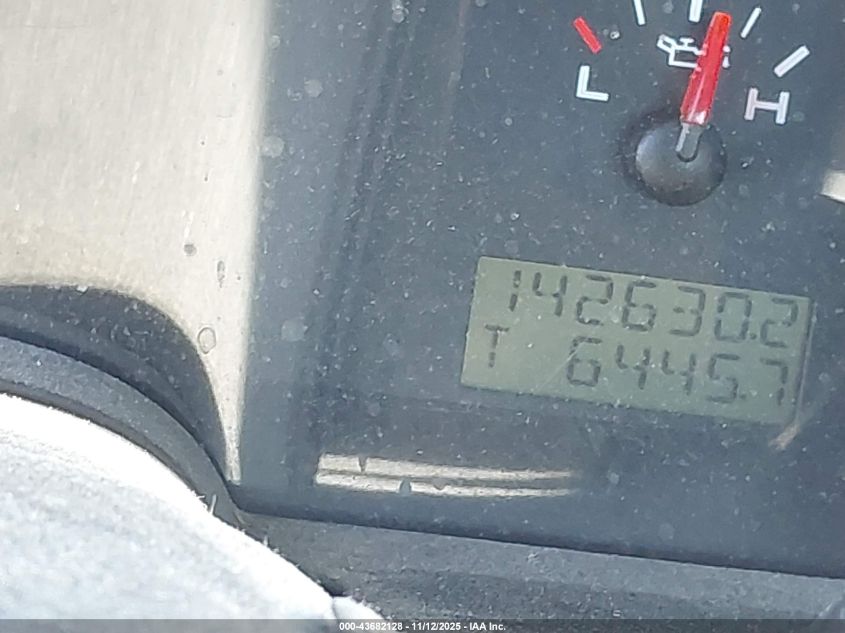 L H
142630.2
T 6445.7
000-43682128 - 11/12/2025 - IAA Inc.